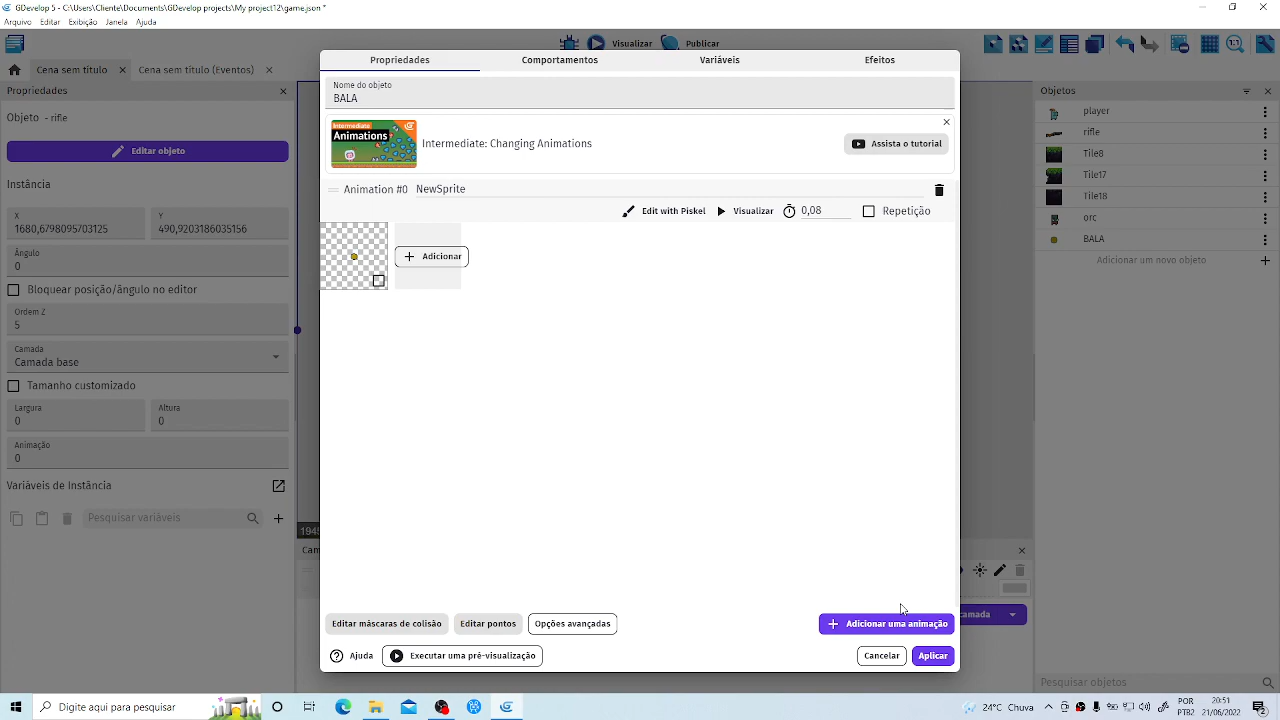 GDevelop 5 - C:\Users\Cliente\Documents\GDevelop projects\My project12\game.json *
Arquivo Editar Exibição Janela Ajuda
Visualizar Publicar
Cena sem título Cena sem título (Eventos)
Propriedades
Objeto - rifle
Editar objeto
Instância
X
1680,6798095703125
Y
490,9203186035156
Ângulo
0
Bloquear posição/ângulo no editor
Ordem Z
5
Camada
Camada base
Tamanho customizado
Largura
0
Altura
0
Animação
0
Variáveis de Instância
Pesquisar variáveis
Propriedades Comportamentos Variáveis Efeitos
Nome do objeto
BALA
Intermediate
Animations
Intermediate: Changing Animations
Assista o tutorial
Animation #0 NewSprite
Edit with Piskel Visualizar 0,08 Repetição
Adicionar
Editar máscaras de colisão Editar pontos Opções avançadas Adicionar uma animação
Ajuda Executar uma pré-visualização Cancelar Aplicar
1945
Cam
camada
Objetos
player
rifle
Tile8
Tile17
Tile18
orc
BALA
Adicionar um novo objeto
Pesquisar objetos
Digite aqui para pesquisar
24°C Chuva
POR
PTB2
20:51
21/06/2022
2